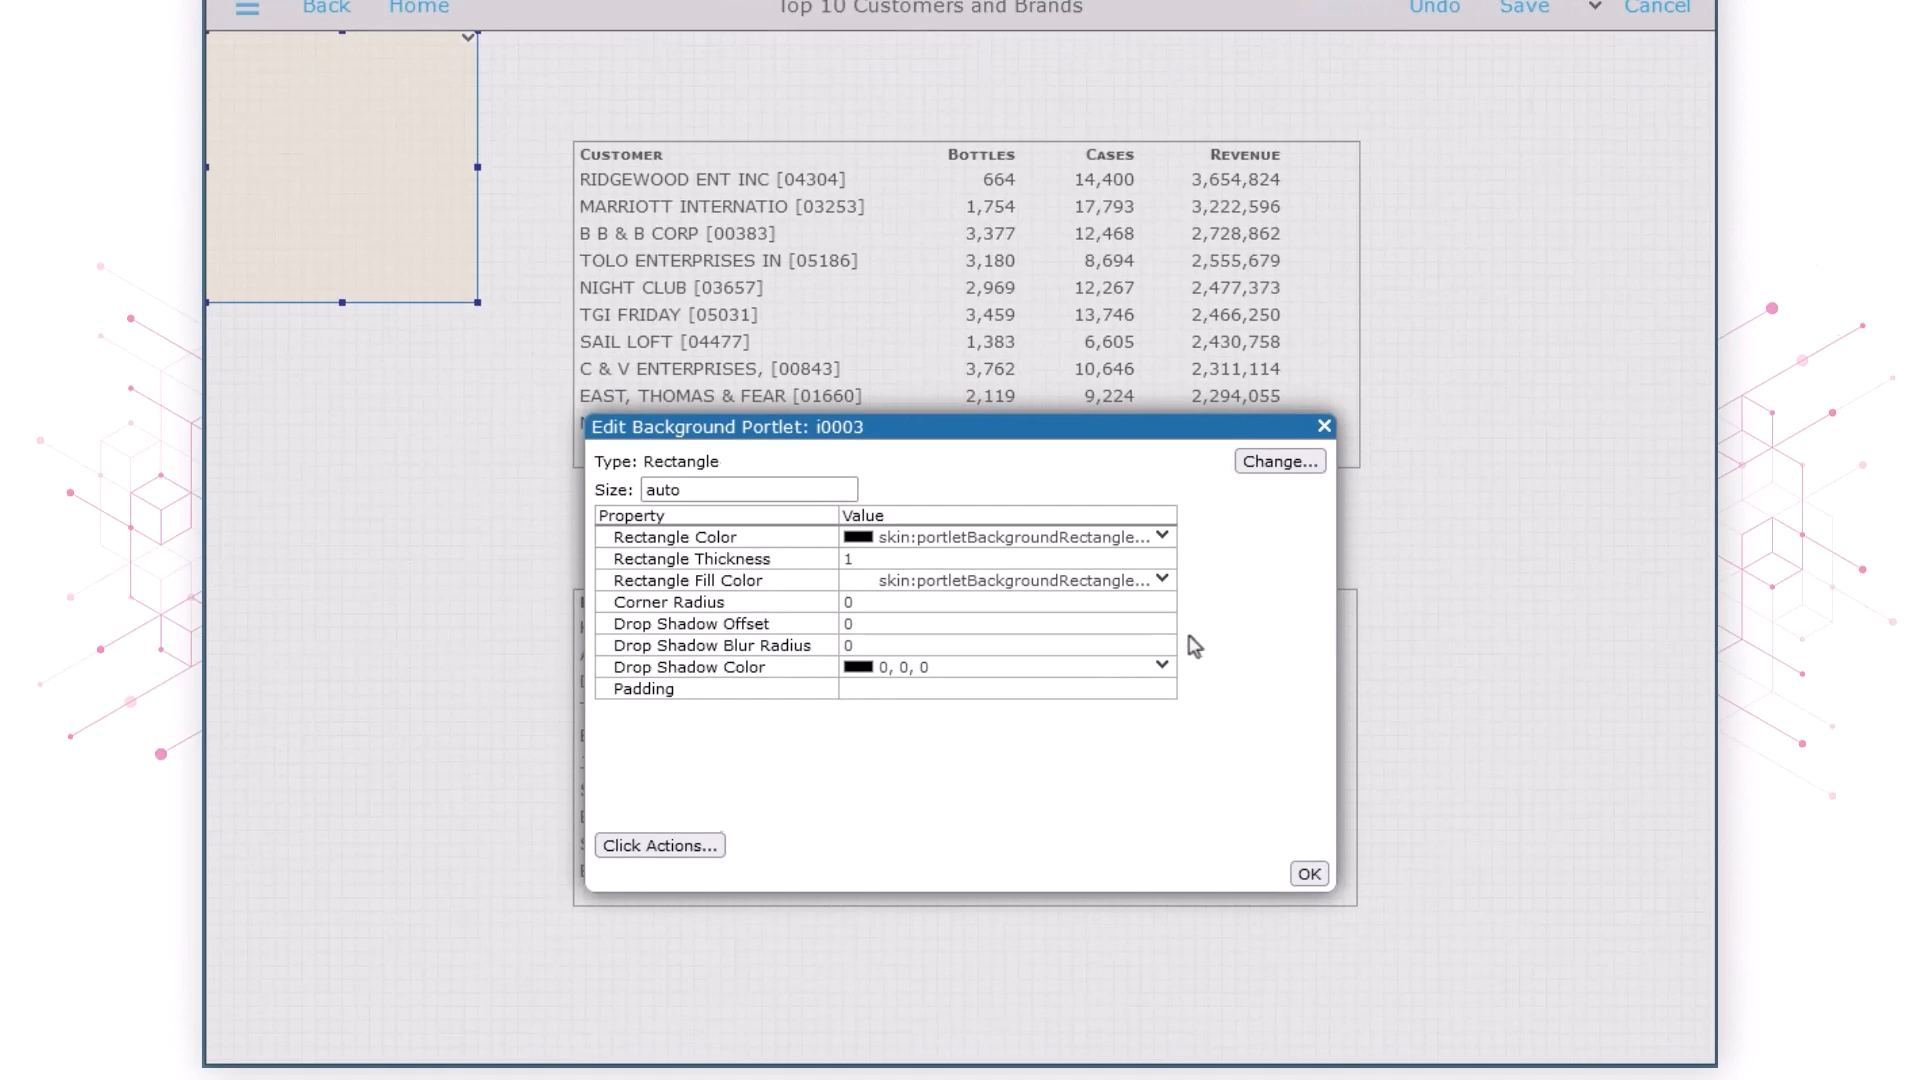 Back Home Top 10 Customers and Brands Undo Save Cancel
Customer Bottles Cases Revenue
RIDGEWOOD ENT INC [04304] 664 14,400 3,654,824
MARRIOTT INTERNATIO [03253] 1,754 17,793 3,222,596
B B & B CORP [00383] 3,377 12,468 2,728,862
TOLO ENTERPRISES IN [05186] 3,180 8,694 2,555,679
NIGHT CLUB [03657] 2,969 12,267 2,477,373
TGI FRIDAY [05031] 3,459 13,746 2,466,250
SAIL LOFT [04477] 1,383 6,605 2,430,758
C & V ENTERPRISES, [00843] 3,762 10,646 2,311,114
EAST, THOMAS & FEAR [01660] 2,119 9,224 2,294,055
Edit Background Portlet: i0003
Type: Rectangle Change...
Size: auto
Property Value
Rectangle Color skin:portletBackgroundRectangle...
Rectangle Thickness 1
Rectangle Fill Color skin:portletBackgroundRectangle...
Corner Radius 0
Drop Shadow Offset 0
Drop Shadow Blur Radius 0
Drop Shadow Color 0, 0, 0
Padding
Click Actions...
OK